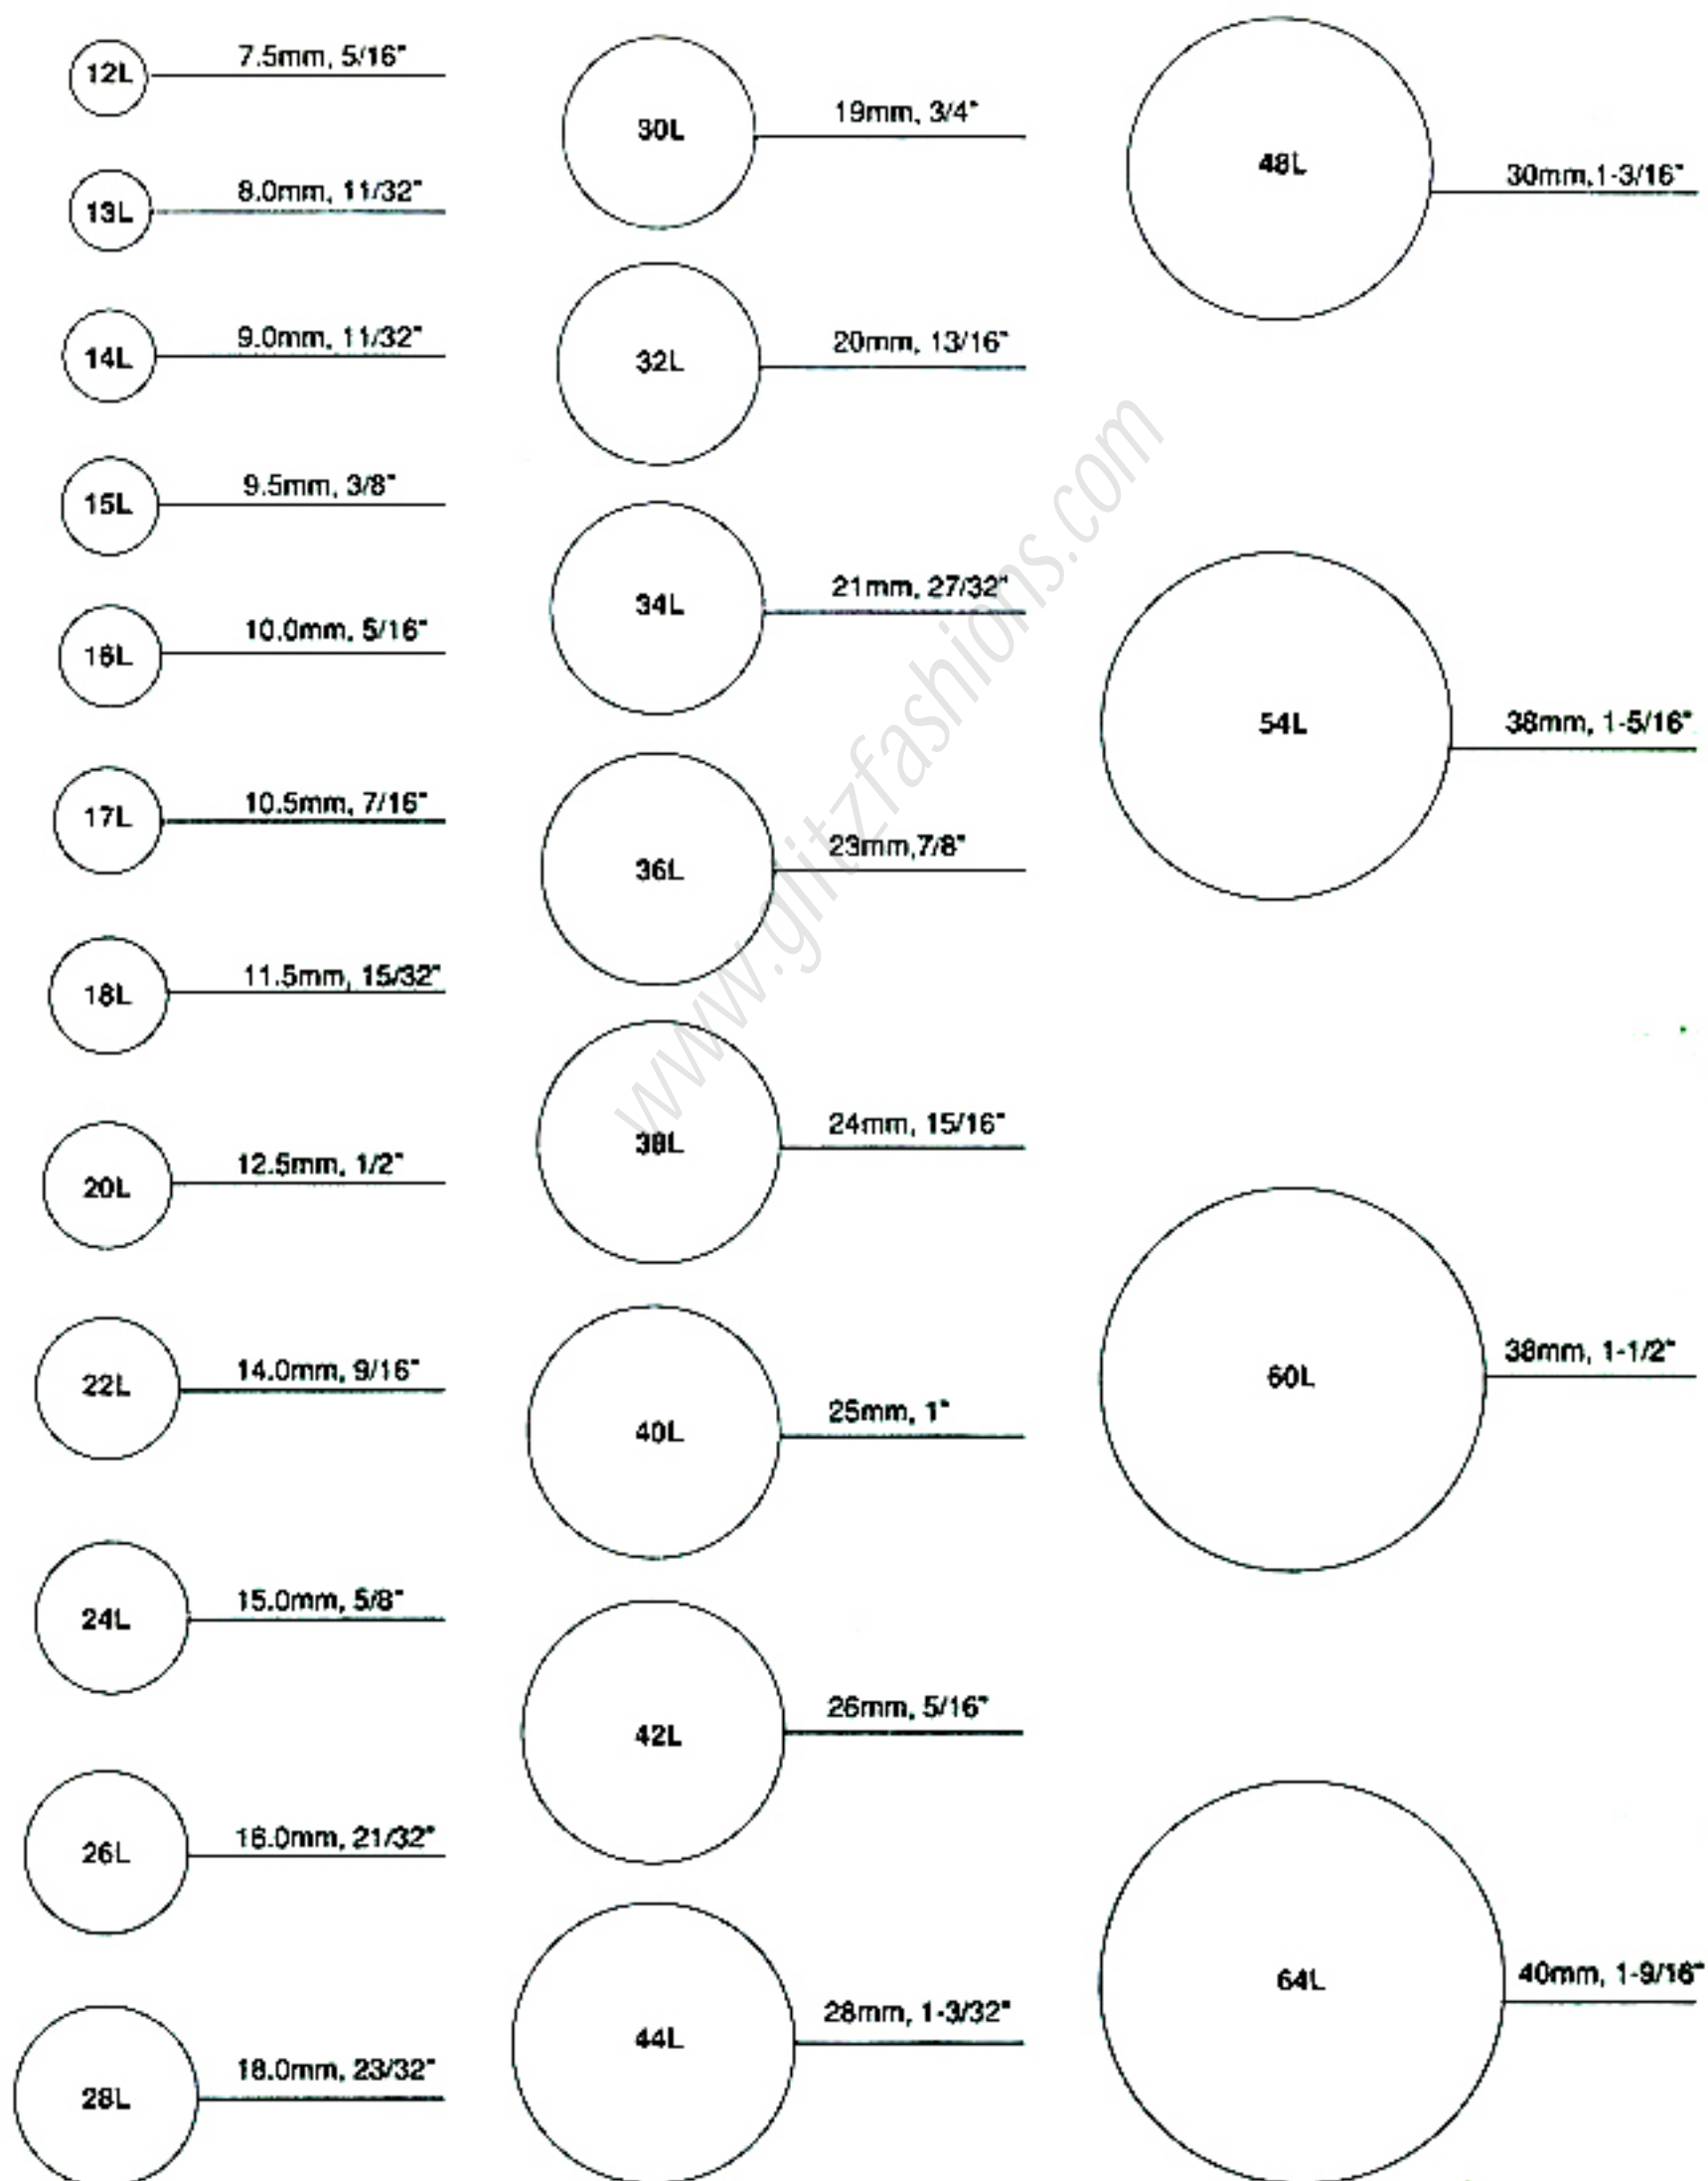 12L
7.5mm, 5/16"
13L
8.0mm, 11/32"
14L
9.0mm, 11/32"
15L
9.5mm, 3/8"
16L
10.0mm, 5/16"
17L
10.5mm, 7/16"
18L
11.5mm, 15/32"
20L
12.5mm, 1/2"
22L
14.0mm, 9/16"
24L
15.0mm, 5/8"
26L
16.0mm, 21/32"
28L
18.0mm, 23/32"
30L
19mm, 3/4"
32L
20mm, 13/16"
34L
21mm, 27/32"
36L
23mm,7/8"
38L
24mm, 15/16"
40L
25mm, 1"
42L
26mm, 5/16"
44L
28mm, 1-3/32"
48L
30mm,1-3/16"
54L
38mm, 1-5/16"
60L
38mm, 1-1/2"
64L
40mm, 1-9/16"
www.glitzfashions.com